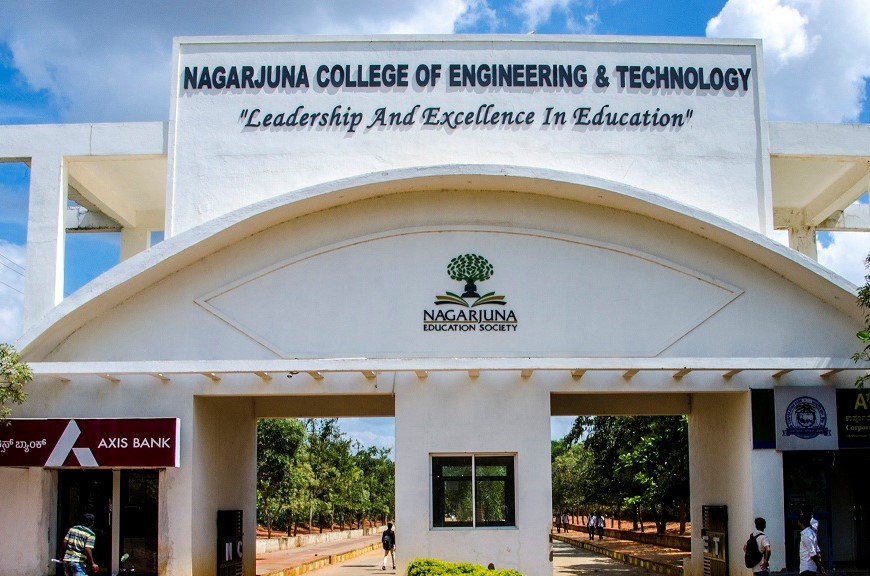 NAGARJUNA COLLEGE OF ENGINEERING & TECHNOLOGY
"Leadership And Excellence In Education"
NAGARJUNA
EDUCATION SOCIETY
ಬ್ಯಾಂಕ್ AXIS BANK